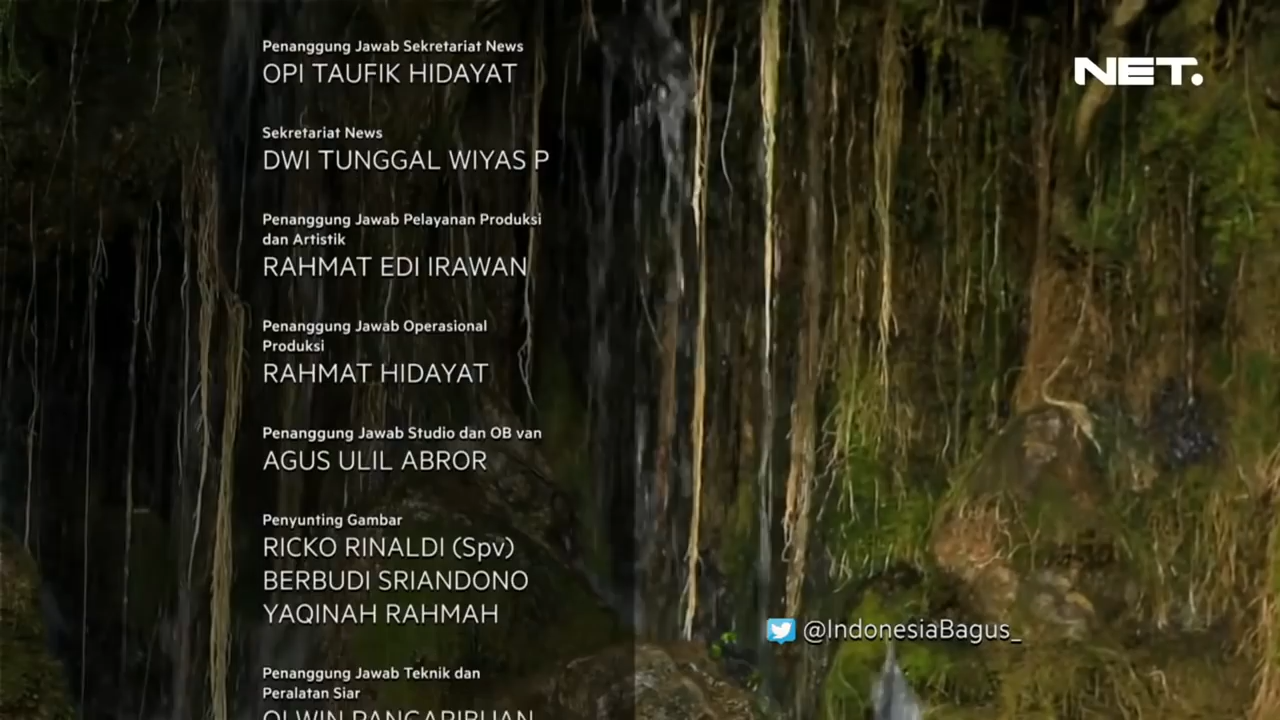 Penanggung Jawab Sekretariat News
OPI TAUFIK HIDAYAT
NET.
Sekretariat News
DWI TUNGGAL WIYAS P
Penanggung Jawab Pelayanan Produksi
dan Artistik
RAHMAT EDI IRAWAN
Penanggung Jawab Operasional
Produksi
RAHMAT HIDAYAT
Penanggung Jawab Studio dan OB van
AGUS ULIL ABROR
Penyunting Gambar
RICKO RINALDI (Spv)
BERBUDI SRIANDONO
YAQINAH RAHMAH
@IndonesiaBagus_
Penanggung Jawab Teknik dan
Peralatan Siar